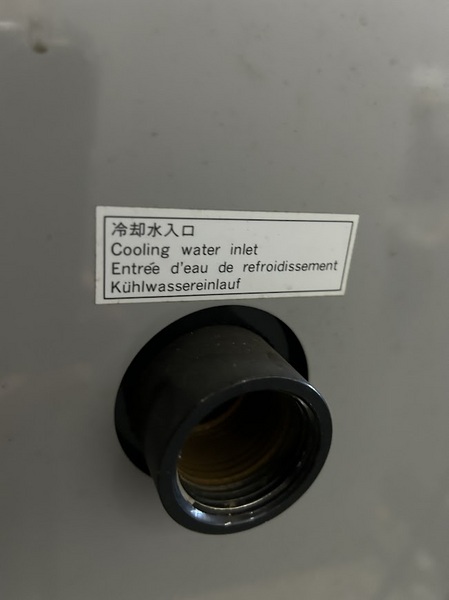 冷却水入口
Cooling water inlet
Entrée d'eau de refroidissement
Kühlwassereinlauf